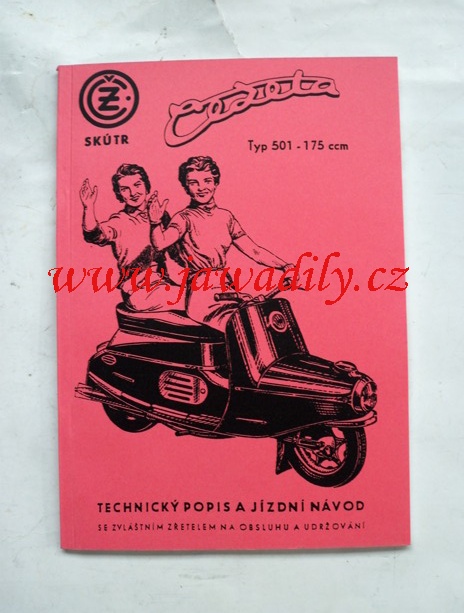 ČZ
SKÚTR
Čezeta
Typ 501 - 175 ccm
www.jawadily.cz
TECHNICKÝ POPIS A JÍZDNÍ NÁVOD
SE ZVLÁŠTNÍM ZŘETELEM NA OBSLUHU A UDRŽOVÁNÍ